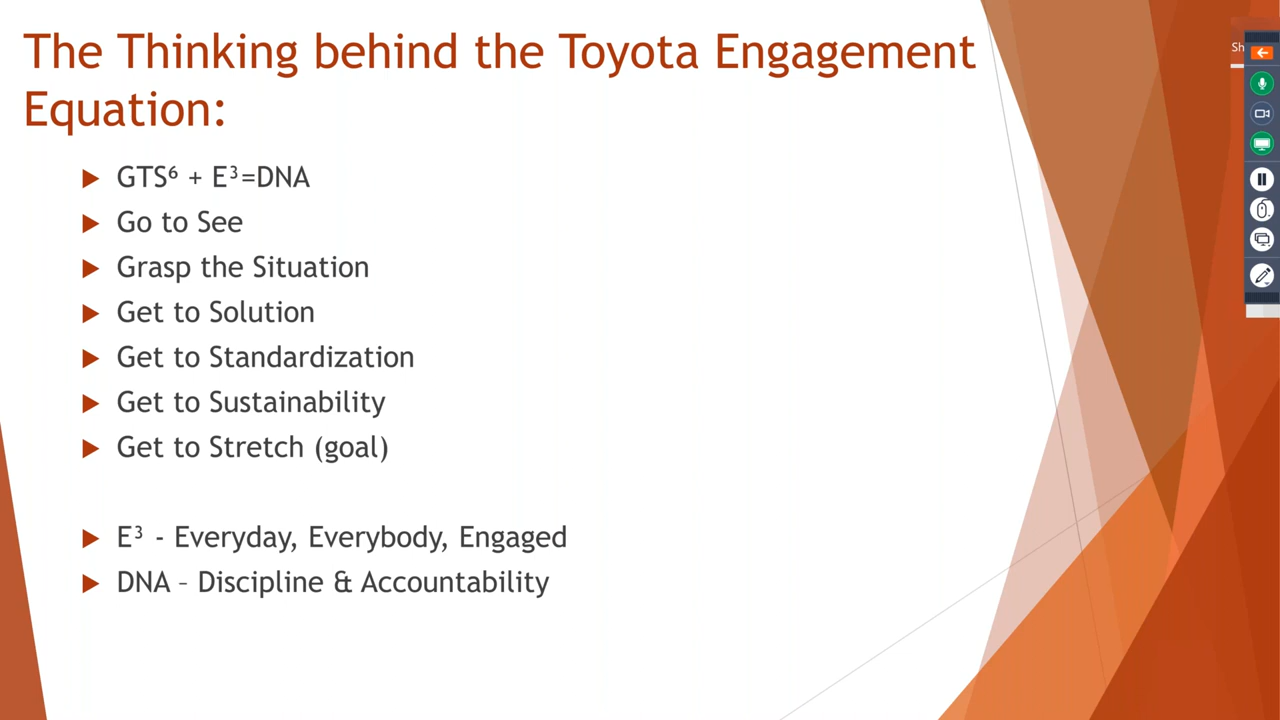 The Thinking behind the Toyota Engagement
Equation:
GTS⁶ + E³=DNA
Go to See
Grasp the Situation
Get to Solution
Get to Standardization
Get to Sustainability
Get to Stretch (goal)
E³ - Everyday, Everybody, Engaged
DNA – Discipline & Accountability